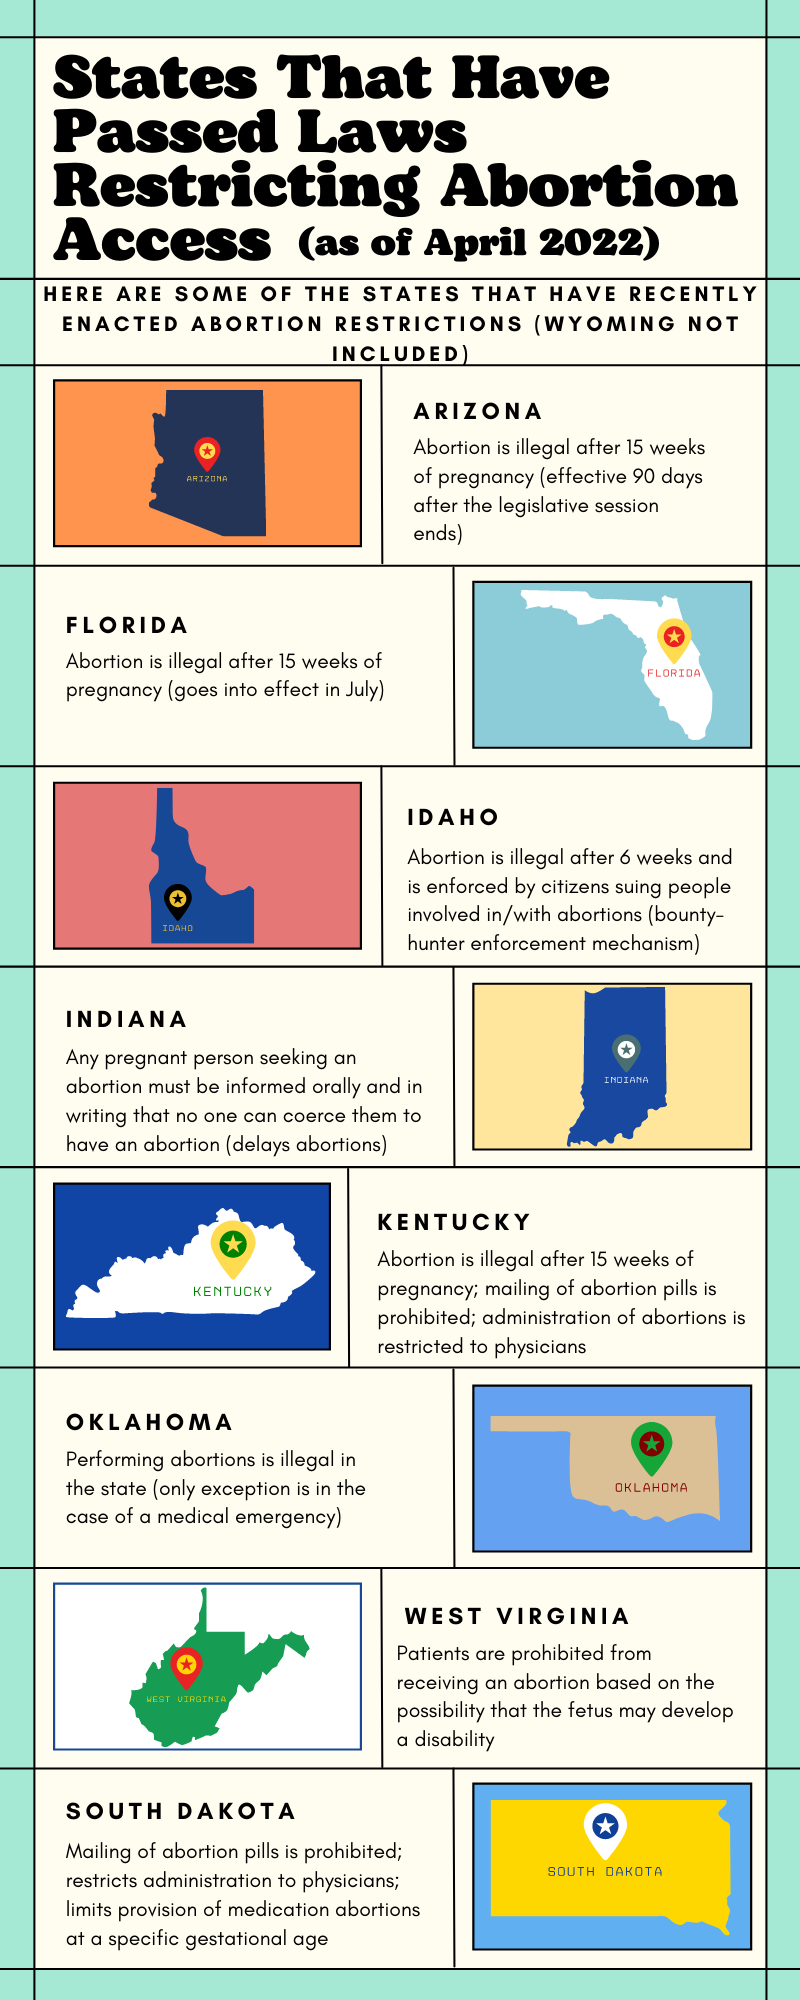 States That Have
Passed Laws
Restricting Abortion
Access (as of April 2022)
HERE ARE SOME OF THE STATES THAT HAVE RECENTLY
ENACTED ABORTION RESTRICTIONS (WYOMING NOT
INCLUDED)
ARIZONA
ARIZONA
Abortion is illegal after 15 weeks
of pregnancy (effective 90 days
after the legislative session
ends)
FLORIDA
Abortion is illegal after 15 weeks of
pregnancy (goes into effect in July)
FLORIDA
IDAHO
IDAHO
Abortion is illegal after 6 weeks and
is enforced by citizens suing people
involved in/with abortions (bounty-
hunter enforcement mechanism)
INDIANA
Any pregnant person seeking an
abortion must be informed orally and in
writing that no one can coerce them to
have an abortion (delays abortions)
INDIANA
KENTUCKY
KENTUCKY
Abortion is illegal after 15 weeks of
pregnancy; mailing of abortion pills is
prohibited; administration of abortions is
restricted to physicians
OKLAHOMA
Performing abortions is illegal in
the state (only exception is in the
case of a medical emergency)
OKLAHOMA
WEST VIRGINIA
WEST VIRGINIA
Patients are prohibited from
receiving an abortion based on the
possibility that the fetus may develop
a disability
SOUTH DAKOTA
Mailing of abortion pills is prohibited;
restricts administration to physicians;
limits provision of medication abortions
at a specific gestational age
SOUTH DAKOTA